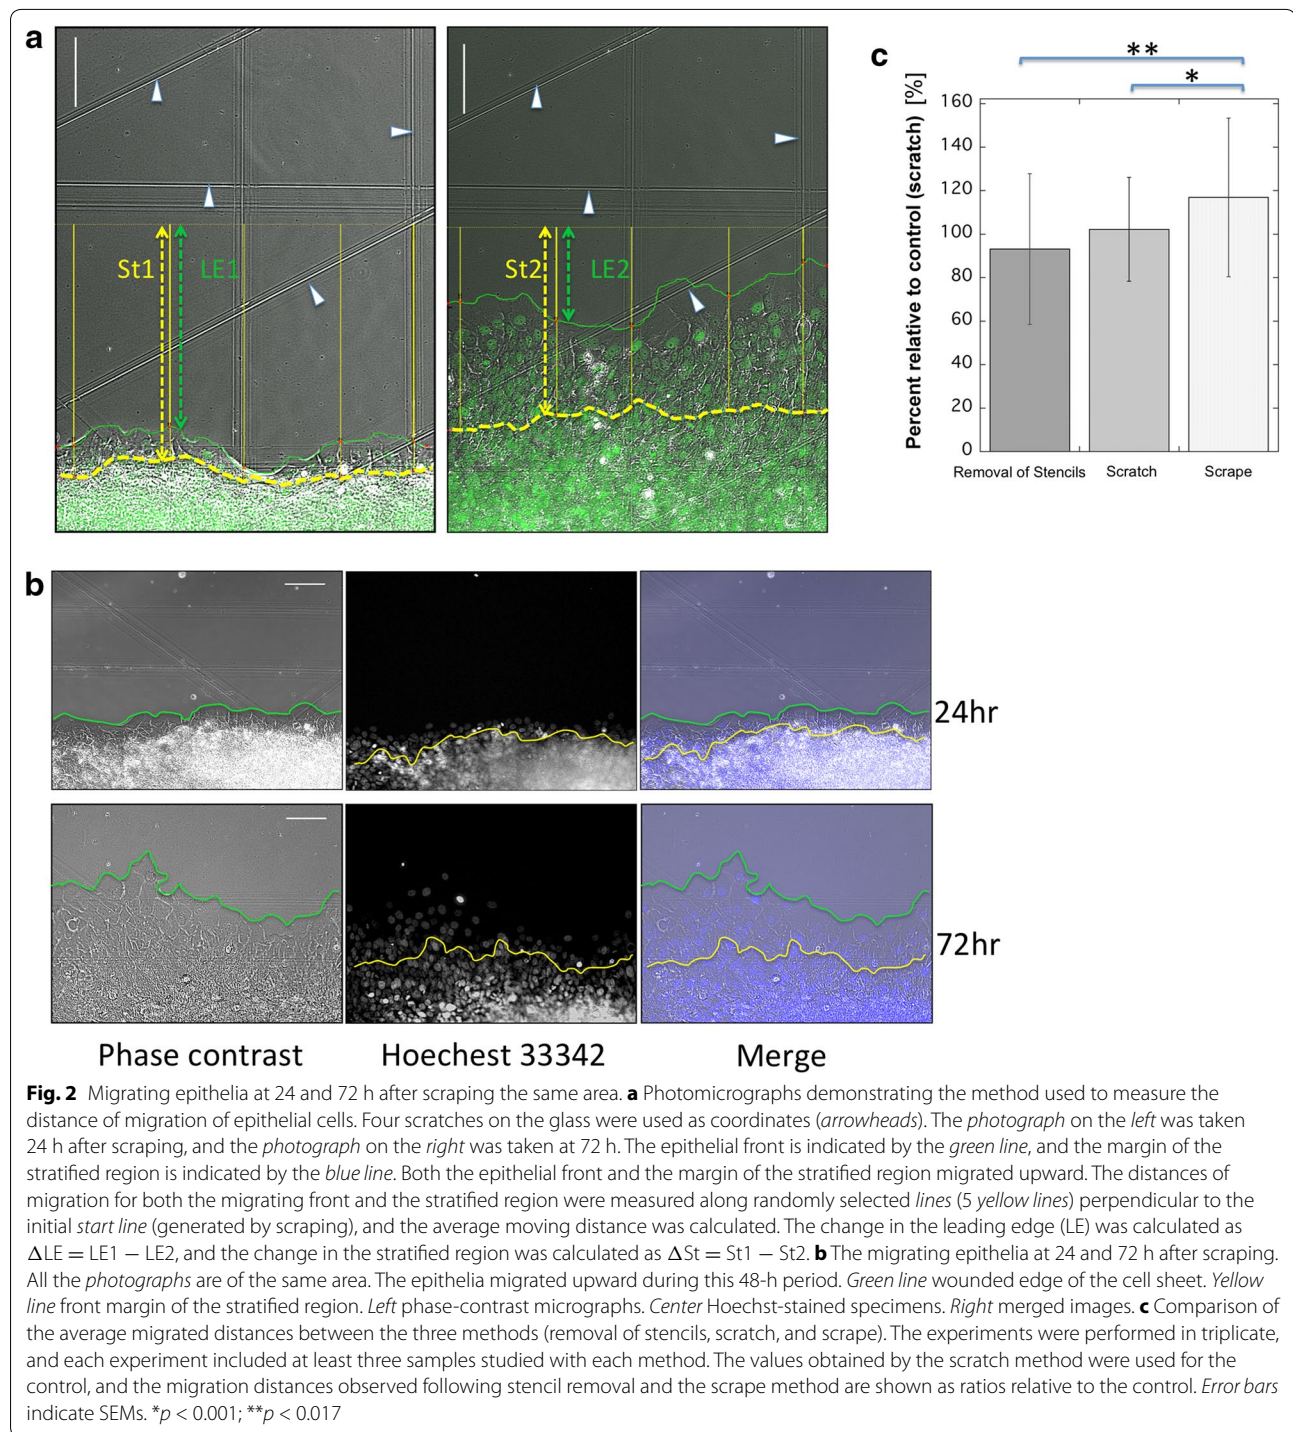 a
St1
LE1
St2
LE2
c
** 
*
Percent relative to control (scratch) [%]
160
140
120
100
80
60
40
20
0
Removal of Stencils Scratch Scrape
b
24hr
72hr
Phase contrast Hoechest 33342 Merge
Fig. 2 Migrating epithelia at 24 and 72 h after scraping the same area. a Photomicrographs demonstrating the method used to measure the
distance of migration of epithelial cells. Four scratches on the glass were used as coordinates (arrowheads). The photograph on the left was taken
24 h after scraping, and the photograph on the right was taken at 72 h. The epithelial front is indicated by the green line, and the margin of the
stratified region is indicated by the blue line. Both the epithelial front and the margin of the stratified region migrated upward. The distances of
migration for both the migrating front and the stratified region were measured along randomly selected lines (5 yellow lines) perpendicular to the
initial start line (generated by scraping), and the average moving distance was calculated. The change in the leading edge (LE) was calculated as
ΔLE = LE1 − LE2, and the change in the stratified region was calculated as ΔSt = St1 − St2. b The migrating epithelia at 24 and 72 h after scraping.
All the photographs are of the same area. The epithelia migrated upward during this 48-h period. Green line wounded edge of the cell sheet. Yellow
line front margin of the stratified region. Left phase-contrast micrographs. Center Hoechst-stained specimens. Right merged images. c Comparison of
the average migrated distances between the three methods (removal of stencils, scratch, and scrape). The experiments were performed in triplicate,
and each experiment included at least three samples studied with each method. The values obtained by the scratch method were used for the
control, and the migration distances observed following stencil removal and the scrape method are shown as ratios relative to the control. Error bars
indicate SEMs. *p < 0.001; **p < 0.017